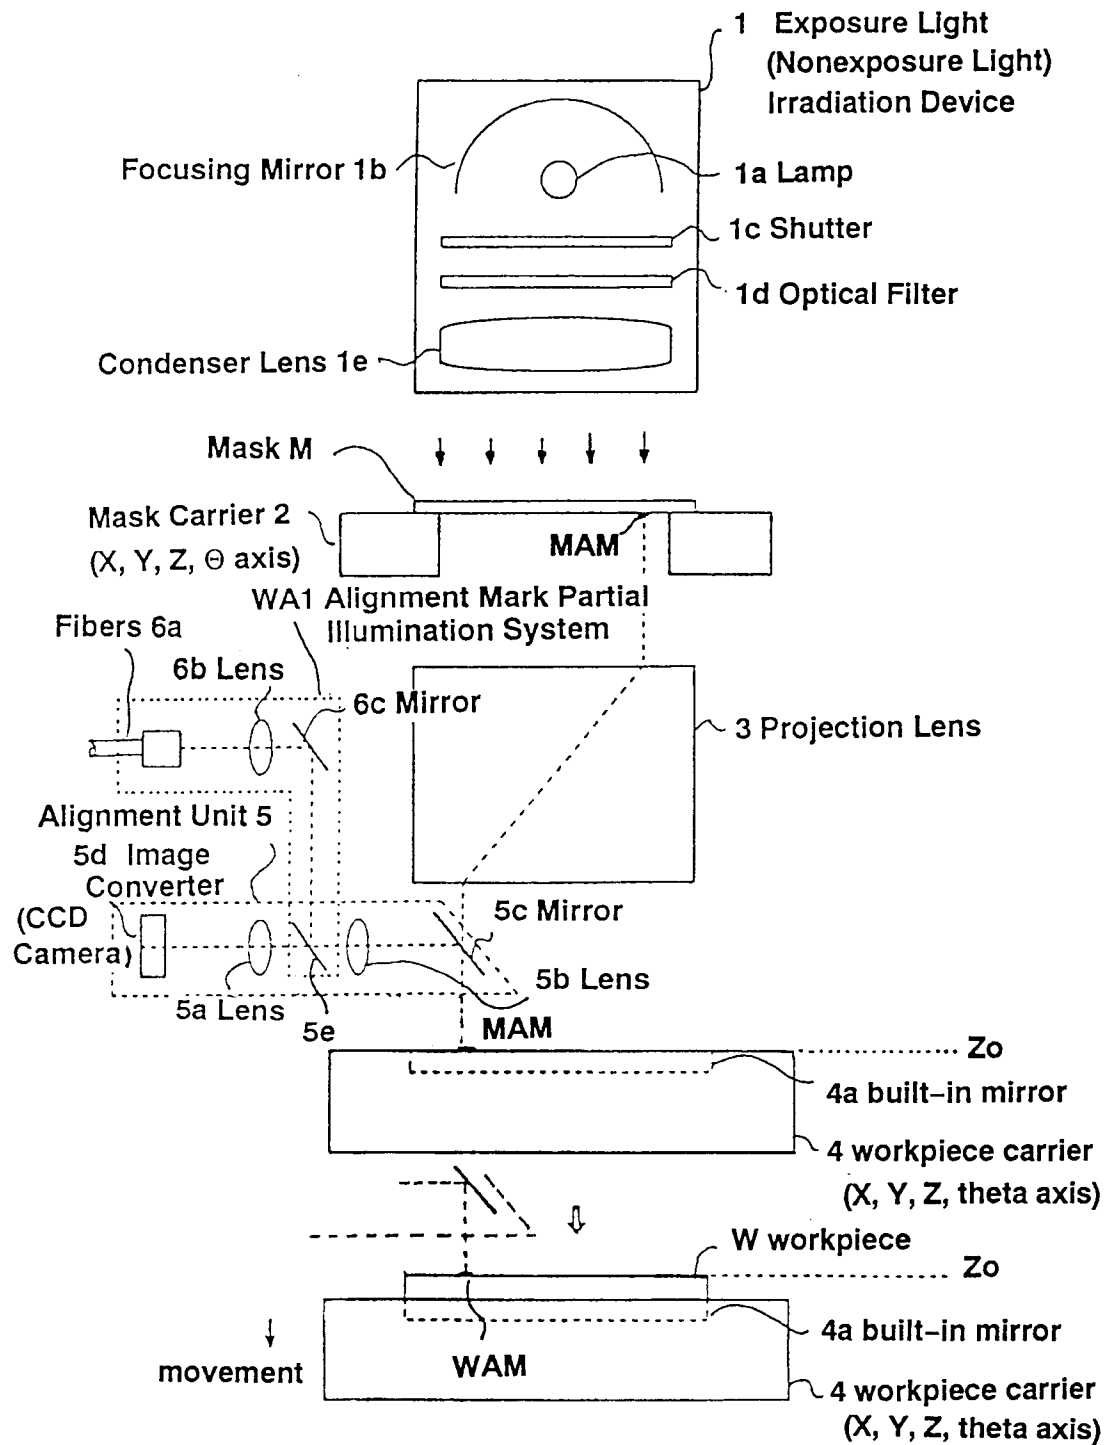 1 Exposure Light
(Nonexposure Light)
Irradiation Device
Focusing Mirror 1b
1a Lamp
1c Shutter
1d Optical Filter
Condenser Lens 1e
Mask M
Mask Carrier 2
(X, Y, Z, Θ axis)
MAM
WA1 Alignment Mark Partial
Illumination System
Fibers 6a
6b Lens
6c Mirror
3 Projection Lens
Alignment Unit 5
5d Image
Converter
(CCD
Camera)
5c Mirror
5b Lens
5a Lens
5e
MAM
Zo
4a built-in mirror
4 workpiece carrier
(X, Y, Z, theta axis)
W workpiece
Zo
4a built-in mirror
movement
WAM
4 workpiece carrier
(X, Y, Z, theta axis)